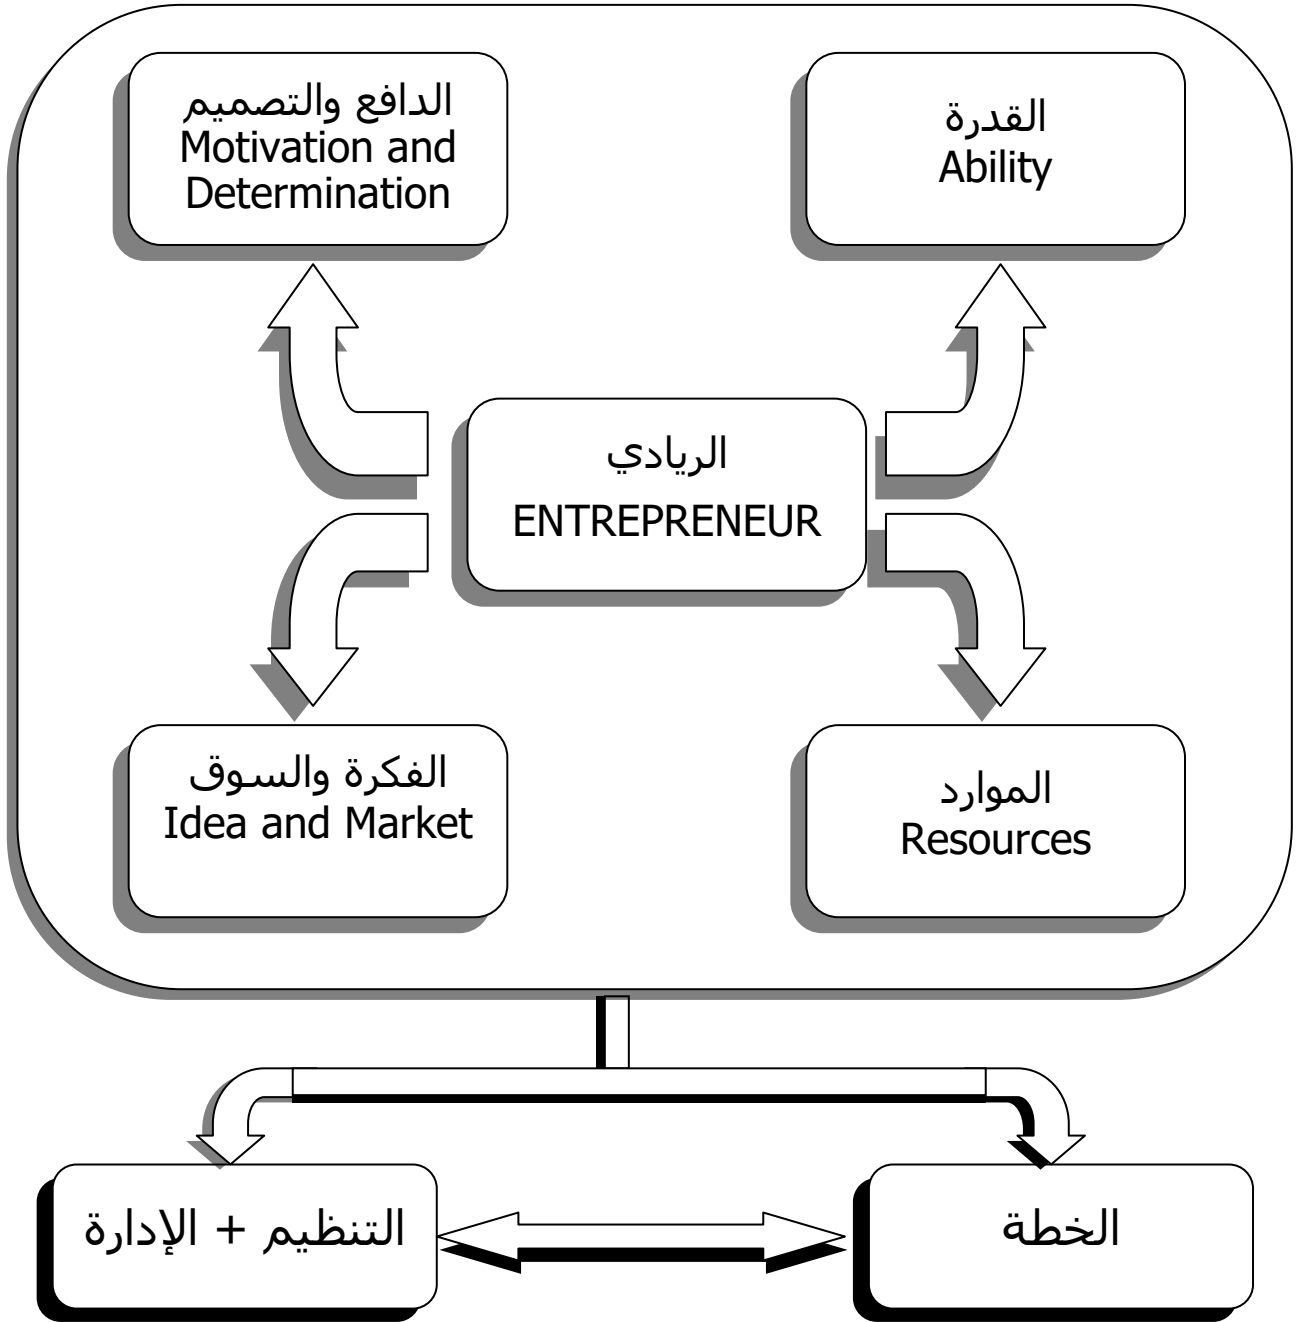 الدافع والتصميم
Motivation and
Determination
القدرة
Ability
الريادي
ENTREPRENEUR
الفكرة والسوق
Idea and Market
الموارد
Resources
التنظيم + الإدارة
الخطة